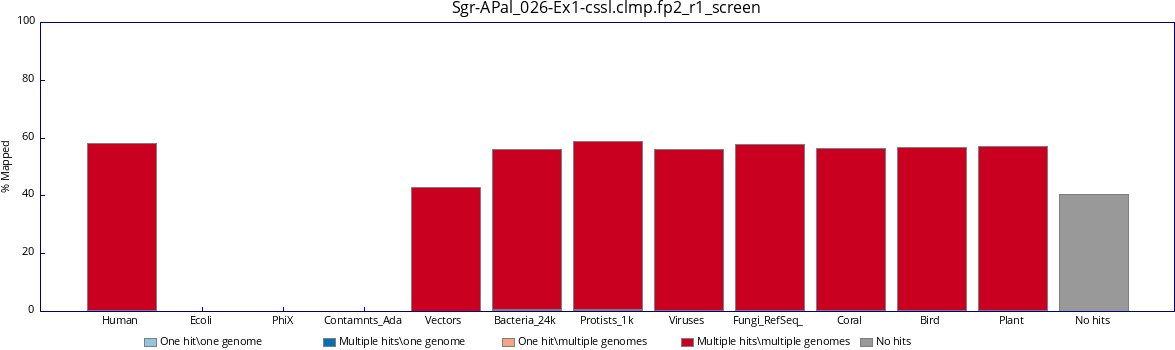 Sgr-APal_026-Ex1-cssl.clmp.fp2_r1_screen
100
80
60
40
20
0
% Mapped
Human Ecoli PhiX Contamnts_Ada Vectors Bacteria_24k Protists_1k Viruses Fungi_RefSeq_ Coral Bird Plant No hits
One hit\one genome Multiple hits\one genome One hit\multiple genomes Multiple hits\multiple genomes No hits